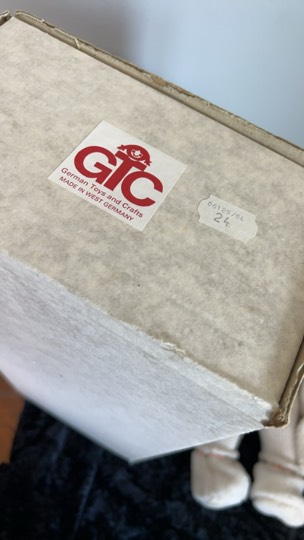 GTC
German Toys and Crafts
MADE IN WEST GERMANY
24